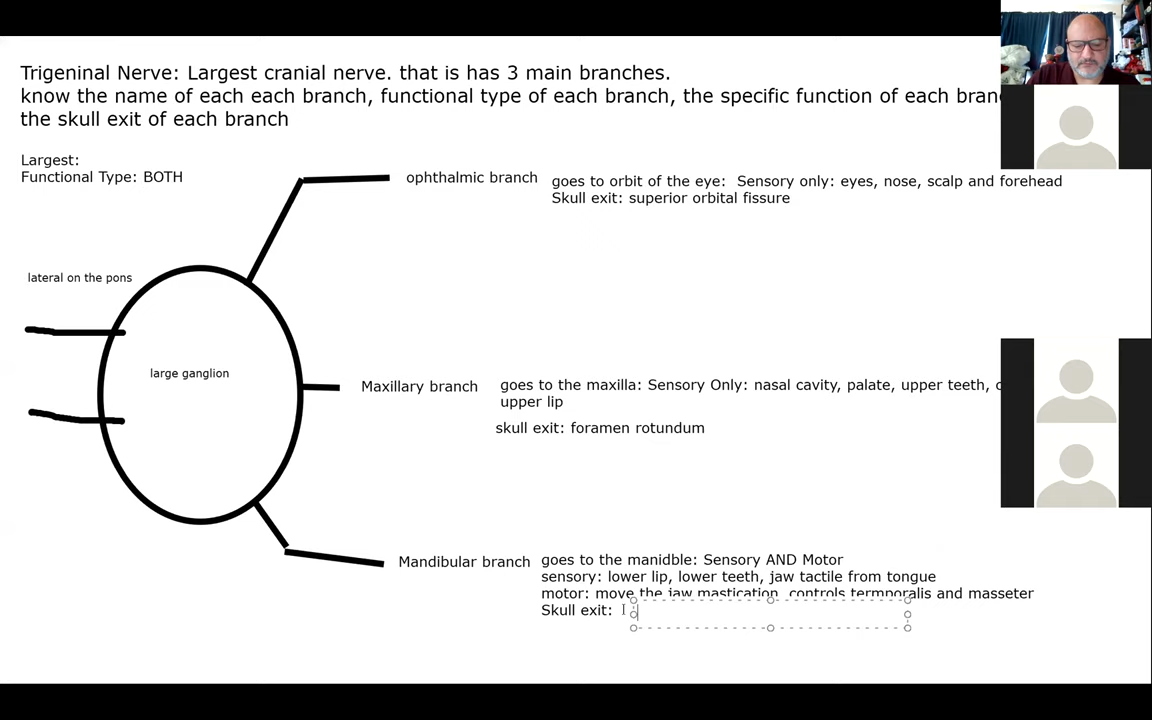 Trigeninal Nerve: Largest cranial nerve. that is has 3 main branches.
know the name of each each branch, functional type of each branch, the specific function of each
the skull exit of each branch
Largest:
Functional Type: BOTH
ophthalmic branch
goes to orbit of the eye: Sensory only: eyes, nose, scalp and forehead
Skull exit: superior orbital fissure
lateral on the pons
large ganglion
Maxillary branch
goes to the maxilla: Sensory Only: nasal cavity, palate, upper teeth,
upper lip
skull exit: foramen rotundum
Mandibular branch
goes to the manidble: Sensory AND Motor
sensory: lower lip, lower teeth, jaw tactile from tongue
motor: move the jaw mastication, controls termporalis and masseter
Skull exit: